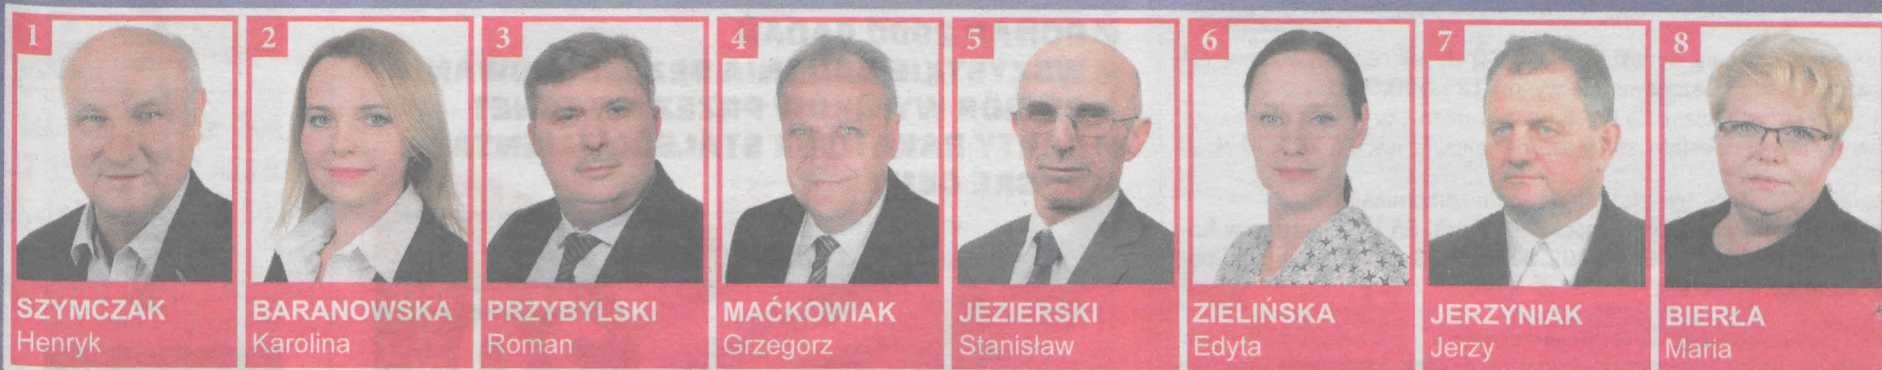 1
SZYMCZAK
Henryk
2
BARANOWSKA
Karolina
3
PRZYBYLSKI
Roman
4
MAĆKOWIAK
Grzegorz
5
JEZIERSKI
Stanisław
6
ZIELIŃSKA
Edyta
7
JERZYNIAK
Jerzy
8
BIERŁA
Maria